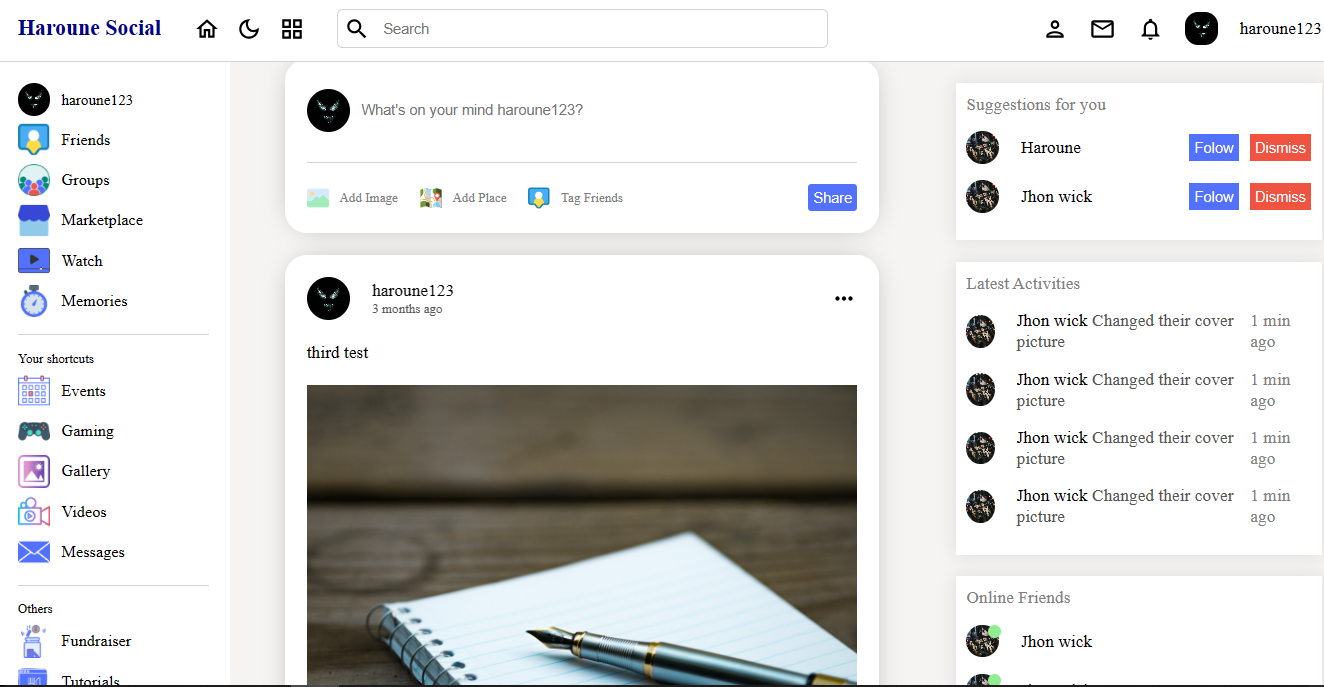 Haroune Social
Search
haroune123
haroune123
Friends
Groups
Marketplace
Watch
Memories
Your shortcuts
Events
Gaming
Gallery
Videos
Messages
Others
Fundraiser
Tutorials
What's on your mind haroune123?
Add Image
Add Place
Tag Friends
Share
haroune123
3 months ago
third test
Suggestions for you
Haroune
Folow
Dismiss
Jhon wick
Folow
Dismiss
Latest Activities
Jhon wick Changed their cover
picture
1 min
ago
Jhon wick Changed their cover
picture
1 min
ago
Jhon wick Changed their cover
picture
1 min
ago
Jhon wick Changed their cover
picture
1 min
ago
Online Friends
Jhon wick